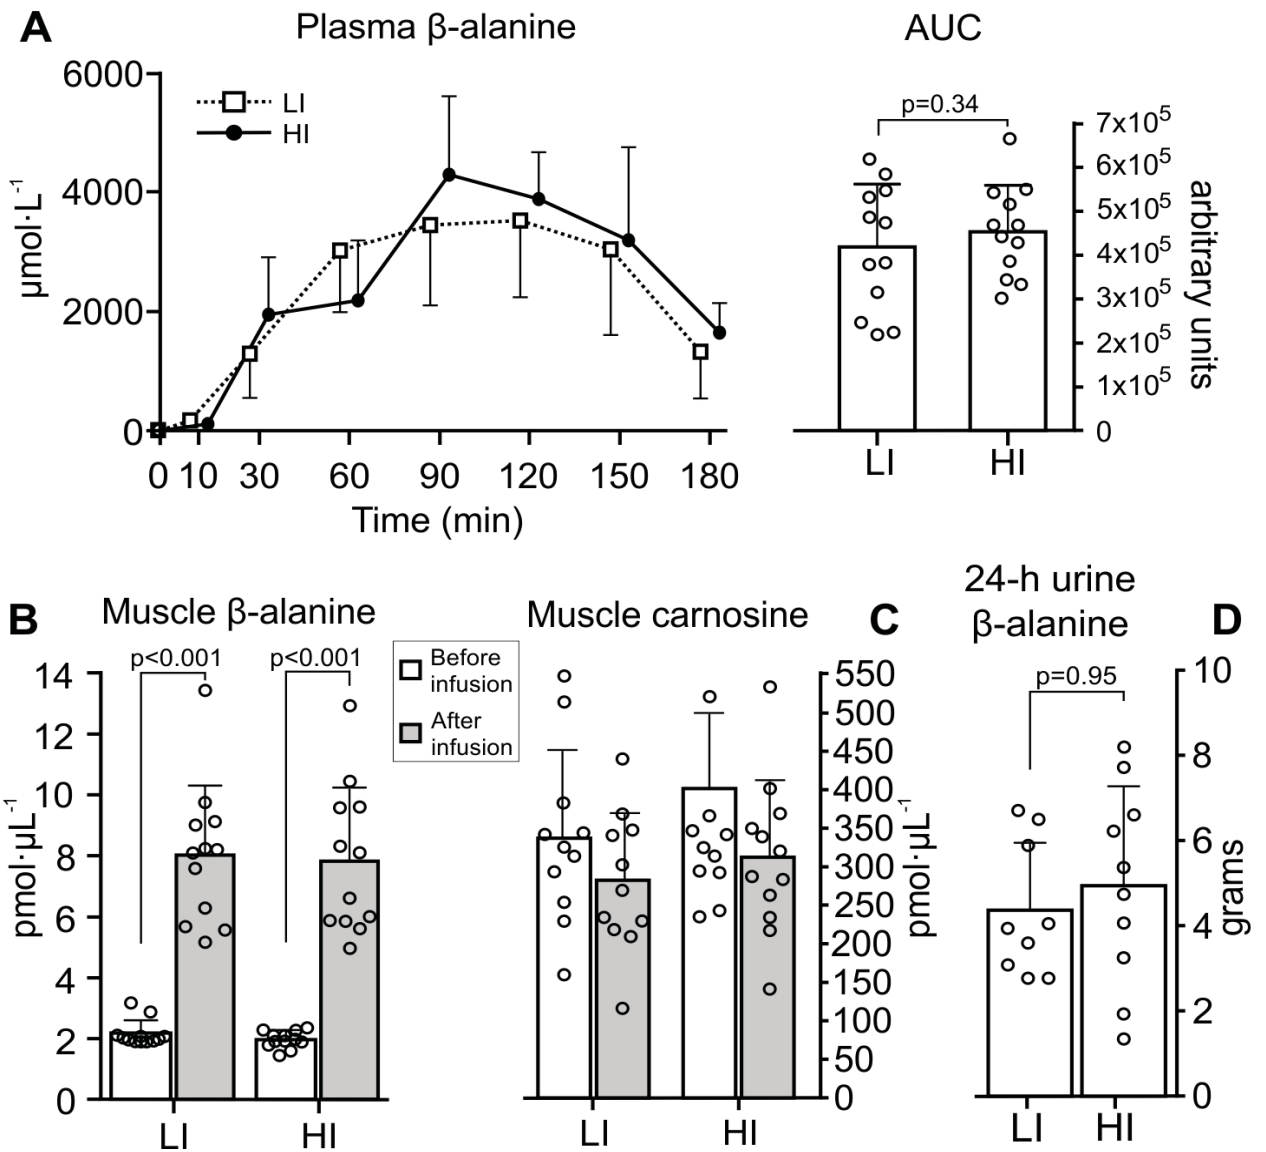 A
Plasma β-alanine
AUC
6000
4000
2000
0
μmol·L⁻¹
LI
HI
0 10 30 60 90 120 150 180
Time (min)
p=0.34
7x10⁵
6x10⁵
5x10⁵
4x10⁵
3x10⁵
2x10⁵
1x10⁵
0
arbitrary units
LI HI
B
Muscle β-alanine
p<0.001
p<0.001
14
12
10
8
6
4
2
0
pmol·μL⁻¹
LI HI
Before
infusion
After
infusion
Muscle carnosine
C
550
500
450
400
350
300
250
200
150
100
50
0
pmol·μL⁻¹
LI HI
24-h urine
β-alanine
D
p=0.95
10
8
6
4
2
0
grams
LI HI